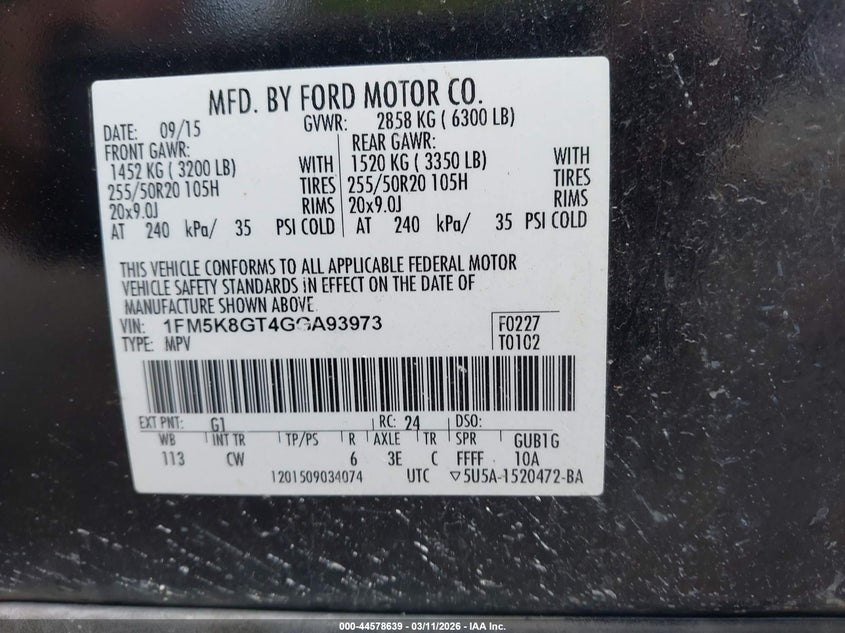 MFD. BY FORD MOTOR CO.
DATE: 09/15 GVWR: 2858 KG ( 6300 LB)
FRONT GAWR: REAR GAWR:
1452 KG ( 3200 LB) WITH 1520 KG ( 3350 LB) WITH
255/50R20 105H TIRES 255/50R20 105H TIRES
20x9.0J RIMS 20x9.0J RIMS
AT 240 kPa/ 35 PSI COLD AT 240 kPa/ 35 PSI COLD
THIS VEHICLE CONFORMS TO ALL APPLICABLE FEDERAL MOTOR
VEHICLE SAFETY STANDARDS IN EFFECT ON THE DATE OF
MANUFACTURE SHOWN ABOVE.
VIN: 1FM5K8GT4GGA93973 F0227
TYPE: MPV T0102
EXT PNT: G1 RC: 24 DSO:
WB INT TR TP/PS R AXLE TR SPR GUB1G
113 CW 6 3E C FFFF 10A
1201509034074 UTC ▽5U5A-1520472-BA
000-44578639 - 03/11/2026 - IAA Inc.